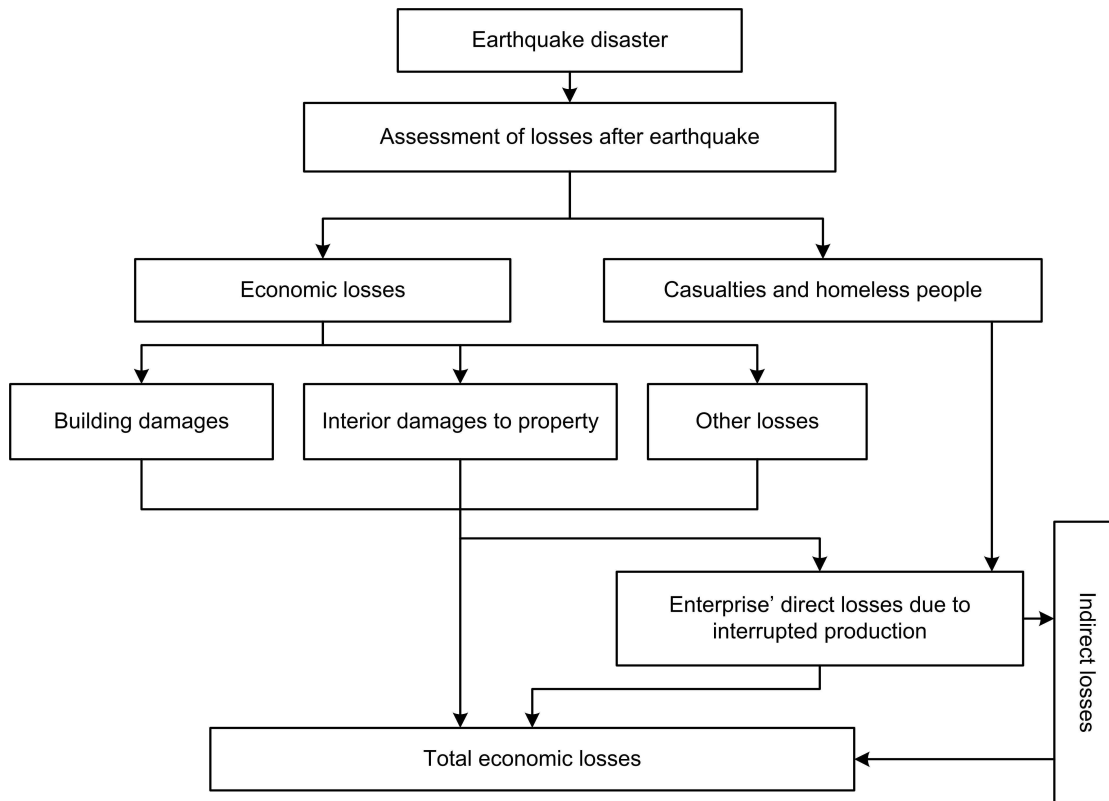 Earthquake disaster
Assessment of losses after earthquake
Economic losses
Casualties and homeless people
Building damages
Interior damages to property
Other losses
Enterprise’ direct losses due to
interrupted production
Indirect losses
Total economic losses